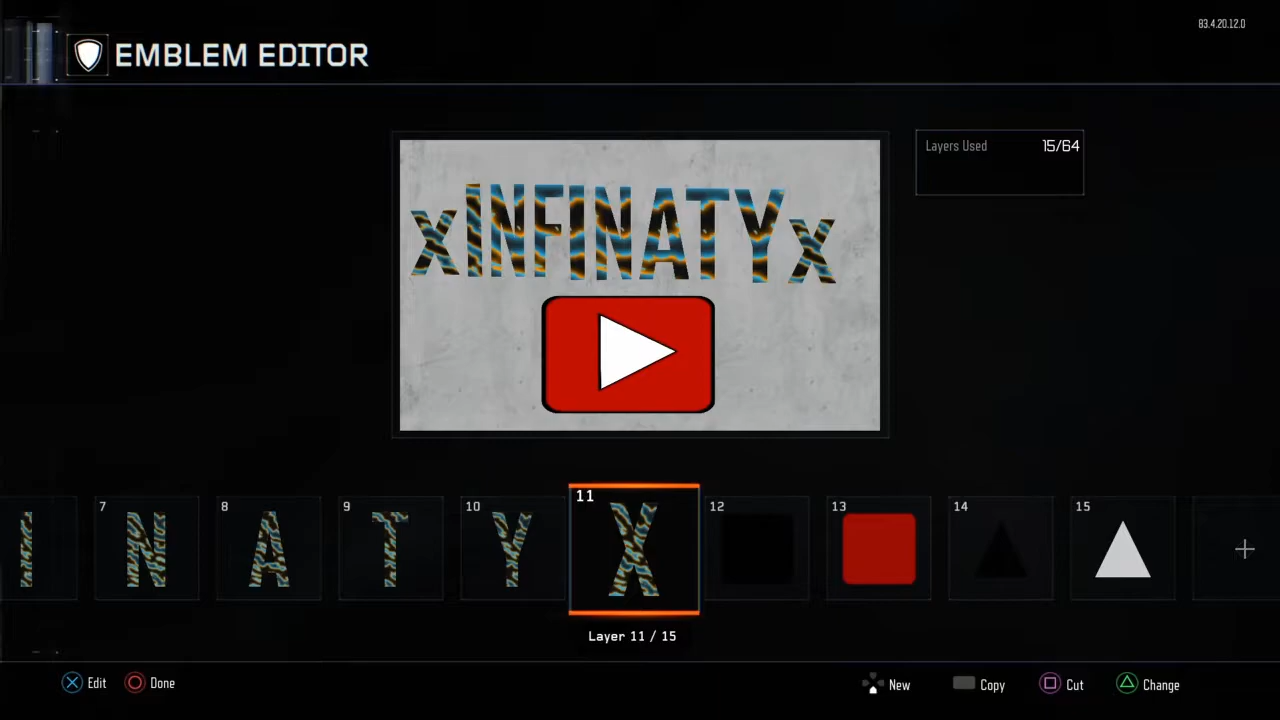 83.4.20.12.0
EMBLEM EDITOR
Layers Used 15/64
xINFINATYx
7 8 9 10 11 12 13 14 15
I N A T Y X
Layer 11 / 15
Edit Done New Copy Cut Change